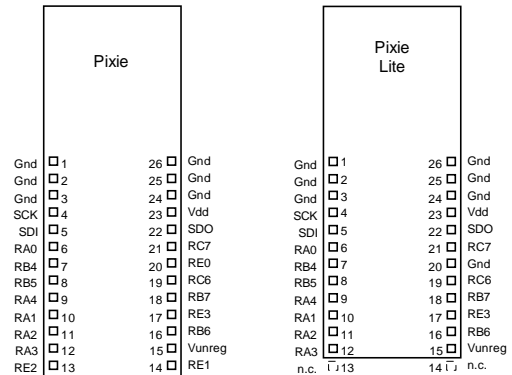 Pixie
Gnd 1 26 Gnd
Gnd 2 25 Gnd
Gnd 3 24 Gnd
SCK 4 23 Vdd
SDI 5 22 SDO
RA0 6 21 RC7
RB4 7 20 RE0
RB5 8 19 RC6
RA4 9 18 RB7
RA1 10 17 RE3
RA2 11 16 RB6
RA3 12 15 Vunreg
RE2 13 14 RE1
Pixie
Lite
Gnd 1 26 Gnd
Gnd 2 25 Gnd
Gnd 3 24 Gnd
SCK 4 23 Vdd
SDI 5 22 SDO
RA0 6 21 RC7
RB4 7 20 Gnd
RB5 8 19 RC6
RA4 9 18 RB7
RA1 10 17 RE3
RA2 11 16 RB6
RA3 12 15 Vunreg
n.c. 13 14 n.c.